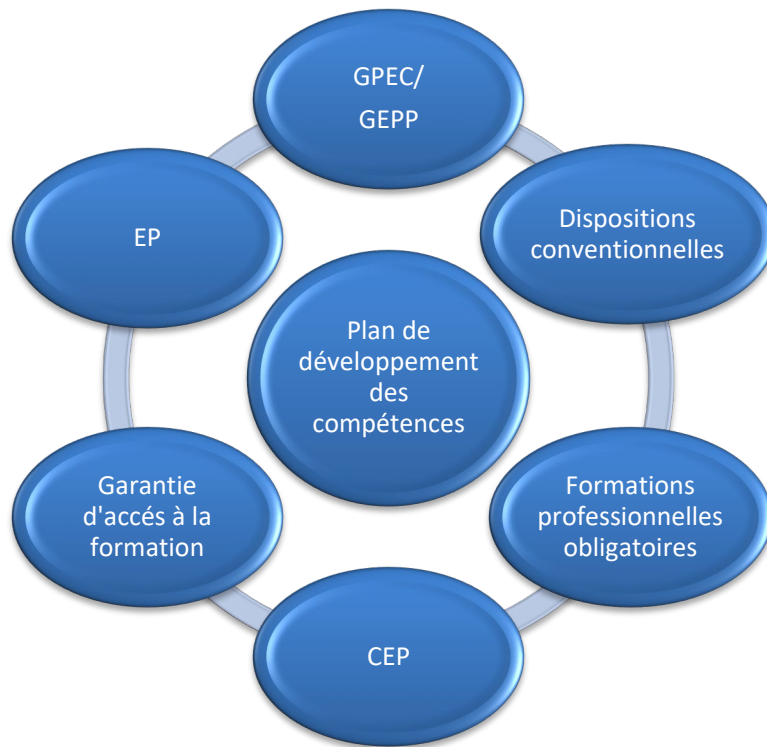 GPEC/
GEPP
Dispositions
conventionnelles
Formations
professionnelles
obligatoires
CEP
Garantie
d'accés à la
formation
EP
Plan de
développement
des
compétences